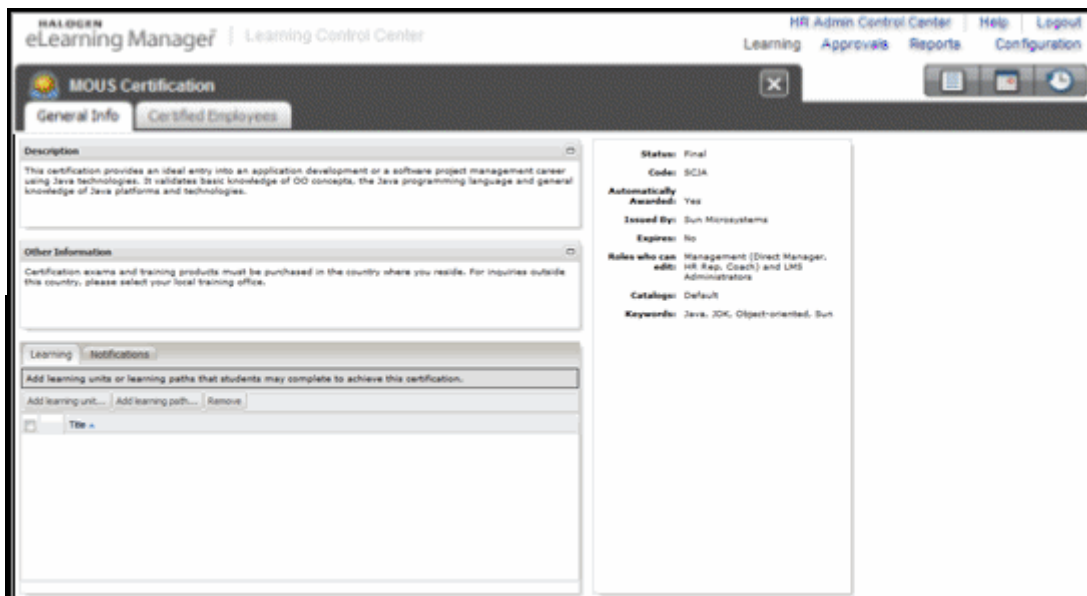 HALOGEN
eLearning Manager | Learning Control Center
HR Admin Control Center | Help | Logout
Learning Approvals Reports Configuration
MOUS Certification
General Info Certified Employees
Description
This certification provides an ideal entry into an application development or a software project management career
using Java technologies. It validates basic knowledge of OO concepts, the Java programming language and general
knowledge of Java platforms and technologies.
Other Information
Certification exams and training products must be purchased in the country where you reside. For inquiries outside
this country, please select your local training office.
Learning Notifications
Add learning units or learning paths that students may complete to achieve this certification.
Add learning unit... Add learning path... Remove
Title
Status: Final
Code: SCJA
Automatically
Awarded: Yes
Issued By: Sun Microsystems
Expires: No
Roles who can Management (Direct Manager,
edit: HR Rep, Coach) and LMS
Administrators
Catalogs: Default
Keywords: Java, JDK, Object-oriented, Sun